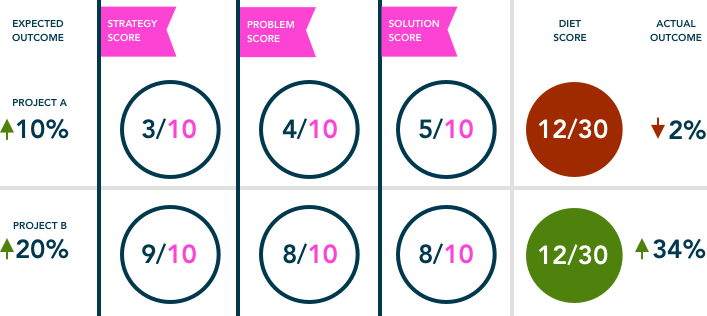 EXPECTED
OUTCOME
STRATEGY
SCORE
PROBLEM
SCORE
SOLUTION
SCORE
DIET
SCORE
ACTUAL
OUTCOME
PROJECT A
10%
3/10
4/10
5/10
12/30
2%
PROJECT B
20%
9/10
8/10
8/10
12/30
34%